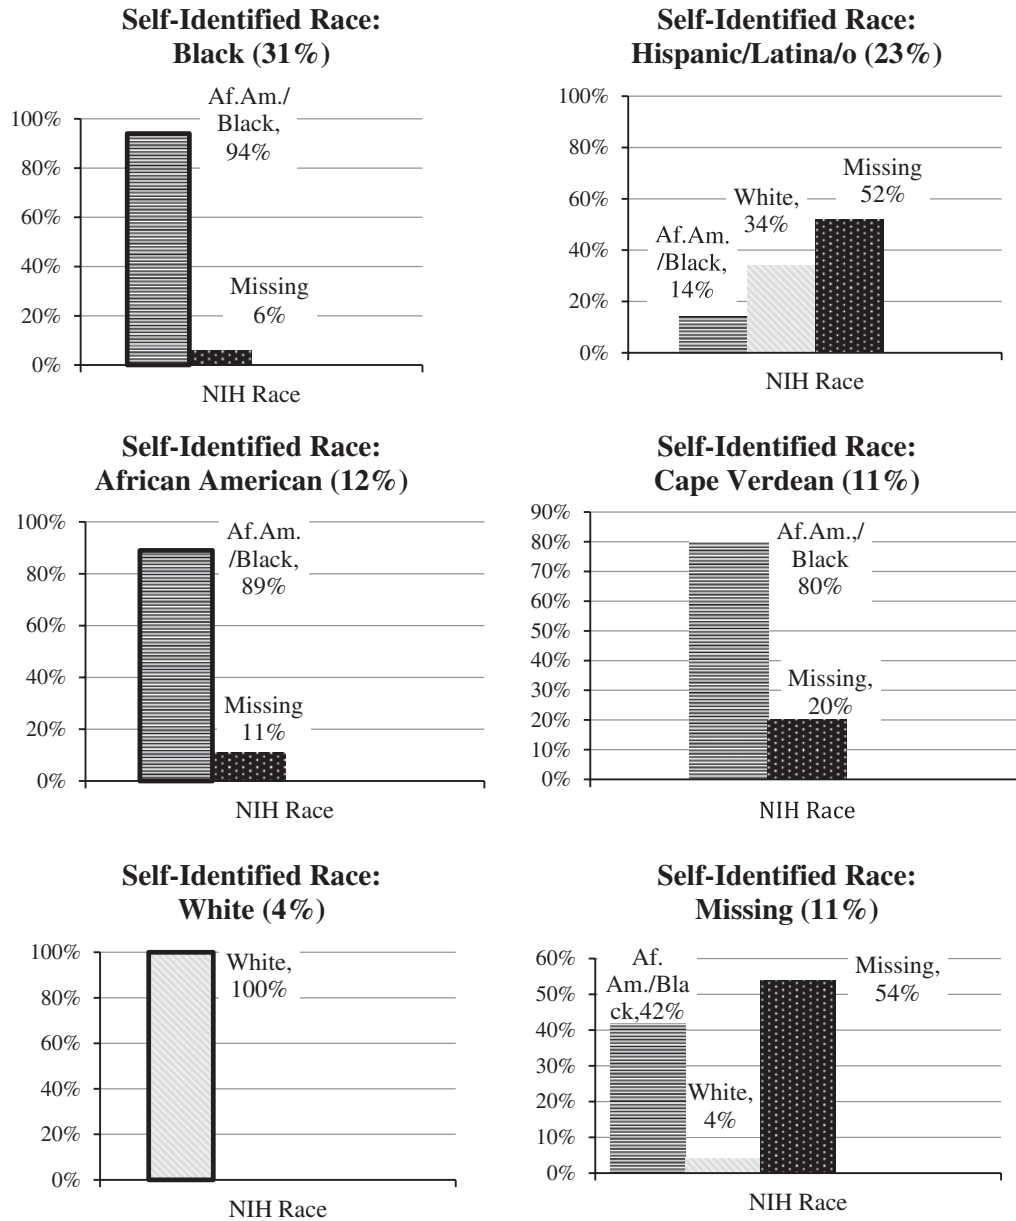 Self-Identified Race:
Black (31%)
100%
80%
60%
40%
20%
0%
Af.Am./
Black,
94%
Missing
6%
NIH Race
Self-Identified Race:
Hispanic/Latina/o (23%)
100%
80%
60%
40%
20%
0%
Af.Am.
/Black,
14%
White,
34%
Missing
52%
NIH Race
Self-Identified Race:
African American (12%)
100%
80%
60%
40%
20%
0%
Af.Am.
/Black,
89%
Missing
11%
NIH Race
Self-Identified Race:
Cape Verdean (11%)
90%
80%
70%
60%
50%
40%
30%
20%
10%
0%
Af.Am.,/
Black
80%
Missing,
20%
NIH Race
Self-Identified Race:
White (4%)
100%
80%
60%
40%
20%
0%
White,
100%
NIH Race
Self-Identified Race:
Missing (11%)
60%
50%
40%
30%
20%
10%
0%
Af.
Am./Bla
ck,42%
White,
4%
Missing,
54%
NIH Race